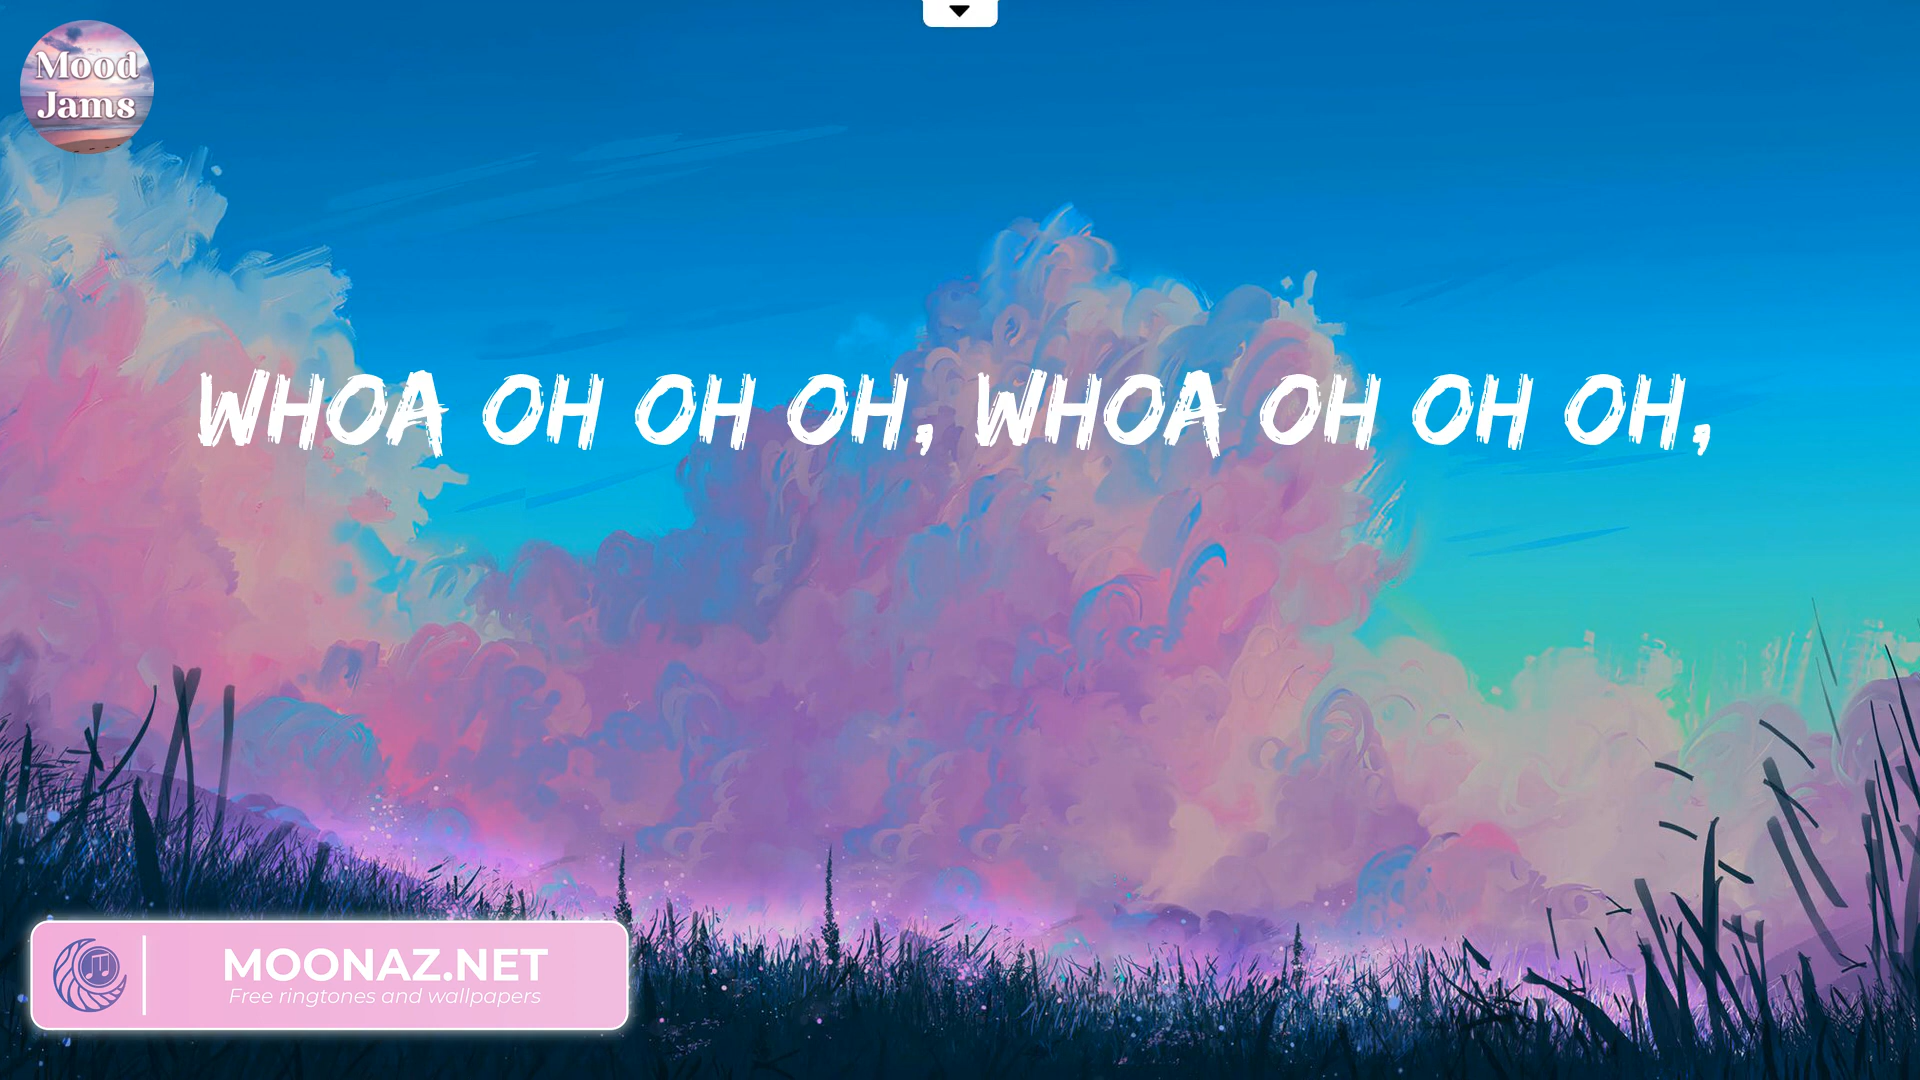 Mood
Jams
WHOA OH OH OH, WHOA OH OH OH,
MOONAZ.NET
Free ringtones and wallpapers